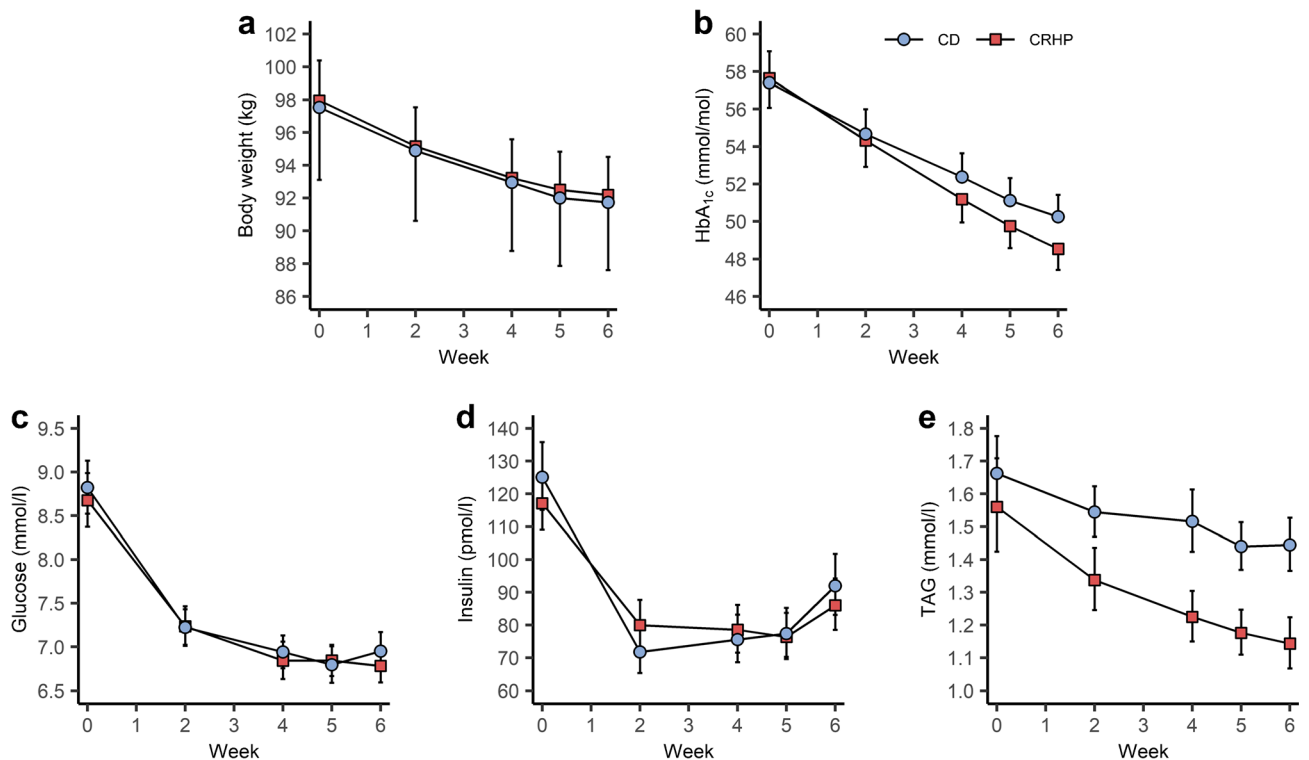 a
102
100
98
96
94
92
90
88
86
Body weight (kg)
0 1 2 3 4 5 6
Week
b
CD CRHP
60
58
56
54
52
50
48
46
HbA1c (mmol/mol)
0 1 2 3 4 5 6
Week
c
9.5
9.0
8.5
8.0
7.5
7.0
6.5
Glucose (mmol/l)
0 1 2 3 4 5 6
Week
d
140
130
120
110
100
90
80
70
60
Insulin (pmol/l)
0 1 2 3 4 5 6
Week
e
1.8
1.7
1.6
1.5
1.4
1.3
1.2
1.1
1.0
TAG (mmol/l)
0 1 2 3 4 5 6
Week